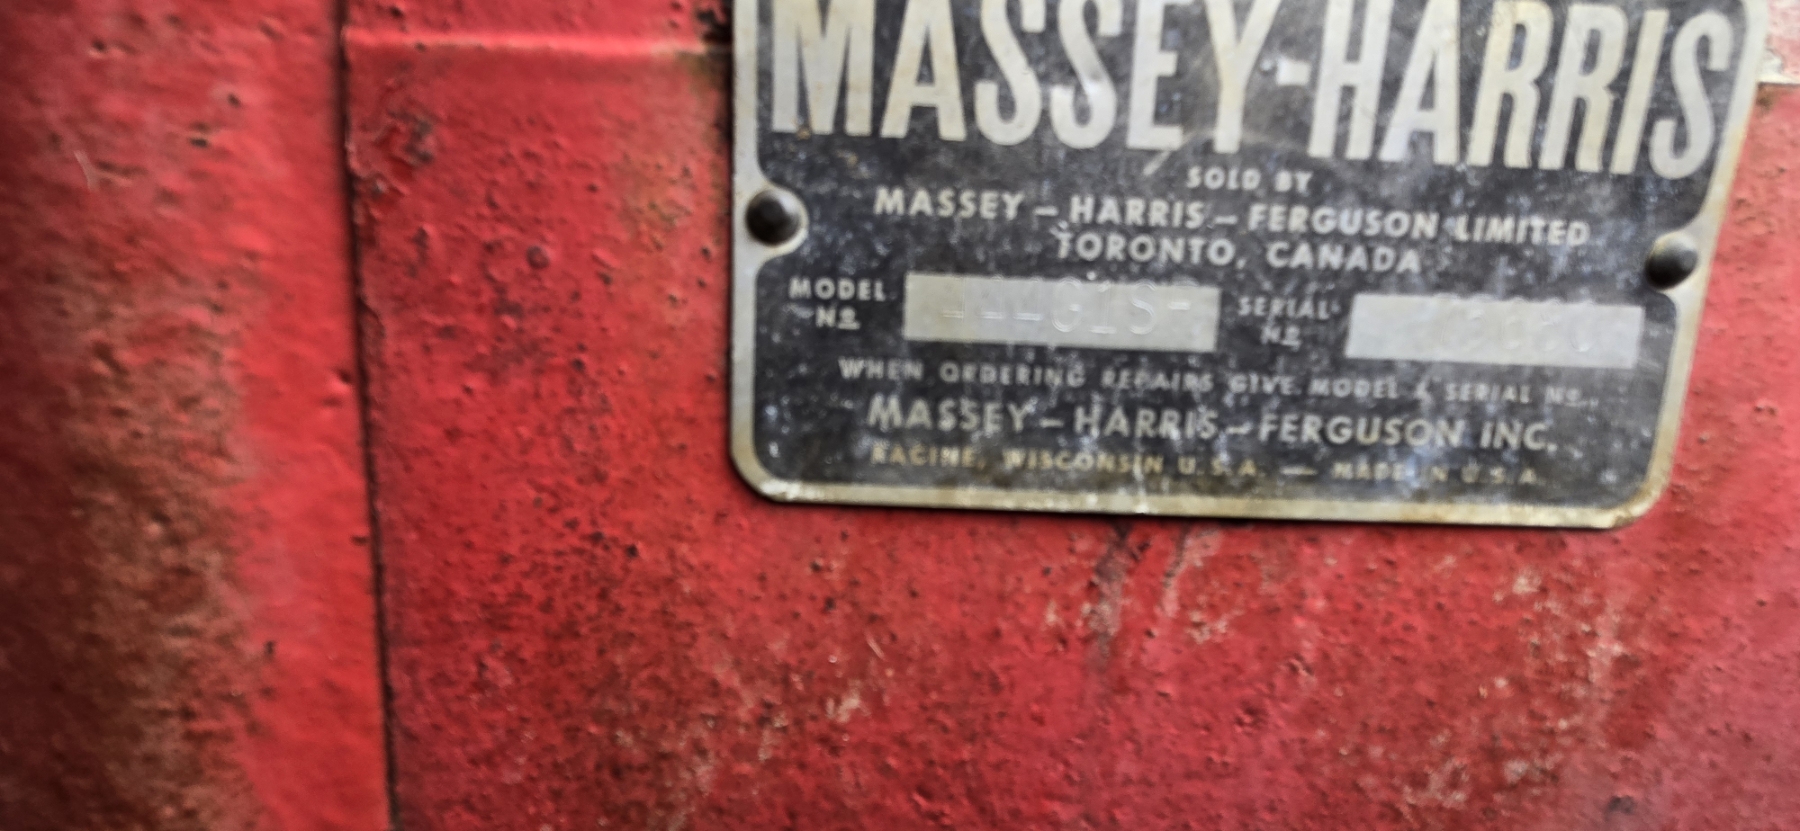 MASSEY-HARRIS
SOLD BY
MASSEY - HARRIS - FERGUSON LIMITED
TORONTO, CANADA
MODEL Nº
SERIAL Nº
WHEN ORDERING REPAIRS GIVE MODEL & SERIAL Nº.
MASSEY - HARRIS - FERGUSON INC.
RACINE, WISCONSIN U.S.A. — MADE IN U.S.A.